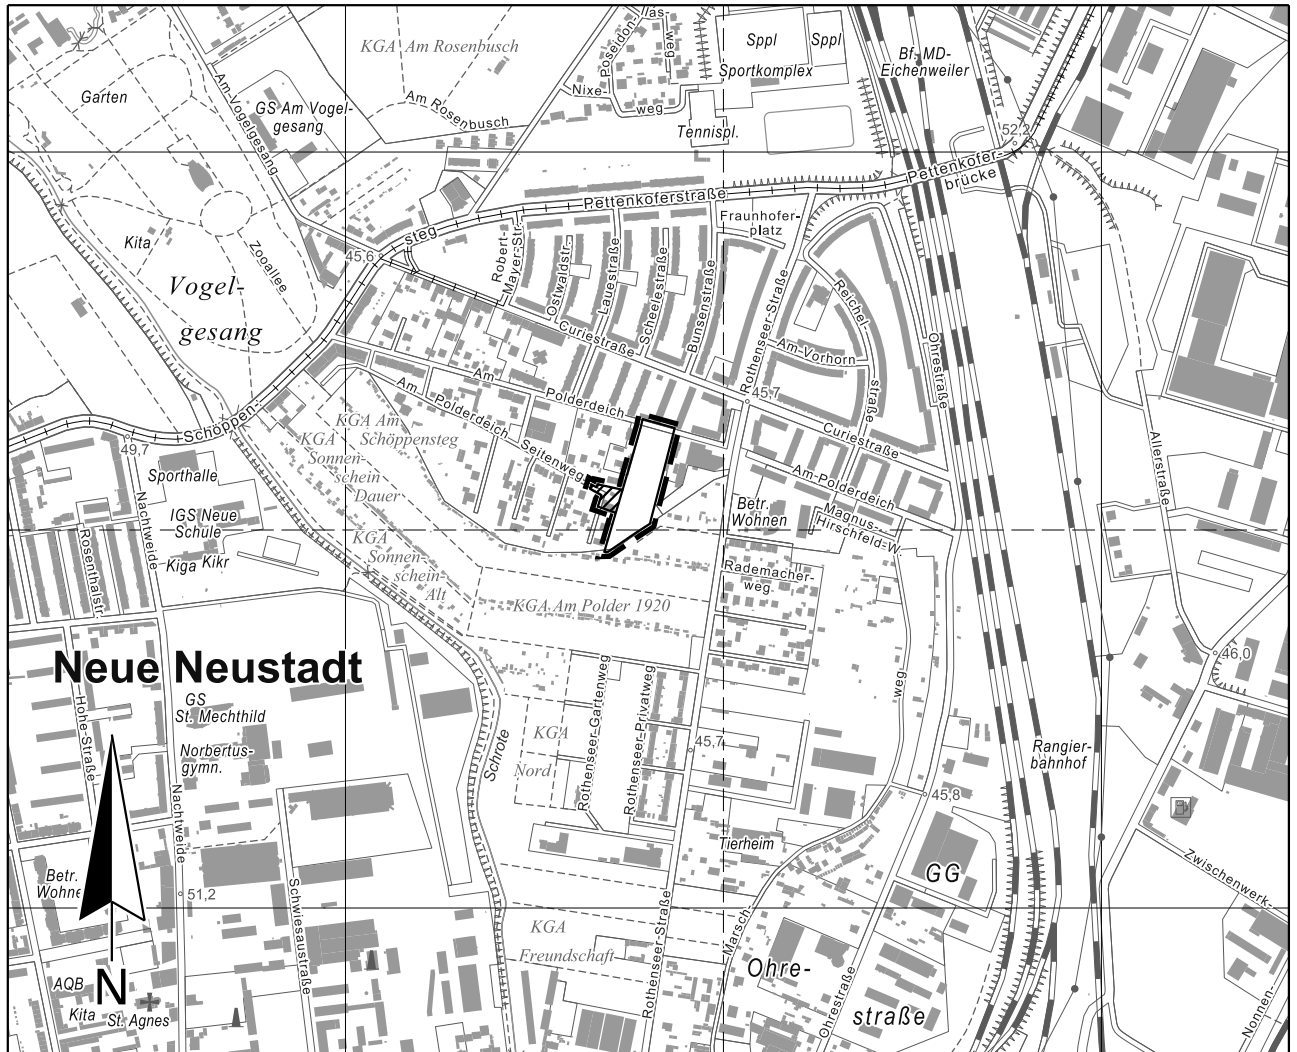 KGA Am Rosenbusch
Garten
Am-Vogelgesang
GS Am Vogel-
gesang
Am Rosenbusch
Nixe-
weg
Poseidon-
las-
weg
Sppl
Sppl
Sportkomplex
Tennispl.
Bf. MD-
Eichenweiler
52,2
Pettenkofer-
brücke
Pettenkoferstraße
Fraunhofer-
platz
steg
45,6
Kita
Zooallee
Vogel-
gesang
Robert-
Mayer-Str.
Ostwaldstr.
Lauestraße
Scheelestraße
Bunsenstraße
Rothenseer-Straße
Reichel-
straße
Am-Vorhorn
Ohrestraße
Curiestraße
45,7
Curiestraße
Am
Polderdeich
Am
Polderdeich
Seitenweg
KGA Am
Schöppensteg
KGA
Sonnen-
schein
Dauer
Schöppen-
49,7
Sporthalle
IGS Neue
Schule
Kiga
Kikr
Nachtweide
Rosenthalstr.
KGA
Sonnen-
schein-
Alt
Am-Polderdeich
Betr.
Wohnen
Magnus-
Hirschfeld-W.
Allerstraße
Rademacher-
weg
KGA Am Polder 1920
Neue Neustadt
46,0
GS
St. Mechthild
Norbertus-
gymn.
Hohe-Straße
Schrote
KGA
Nord
Rothenseer-Gartenweg
Rothenseer-Privatweg
45,7
weg
Rangier-
bahnhof
45,8
Nachtweide
Tierheim
GG
Zwischenwerk-
Betr.
Wohne
51,2
Schwiesaustraße
KGA
Freundschaft
Rothenseer-Straße
Marsch-
Ohre-
straße
Ohrestraße
Nonnen-
AQB
N
Kita
St. Agnes